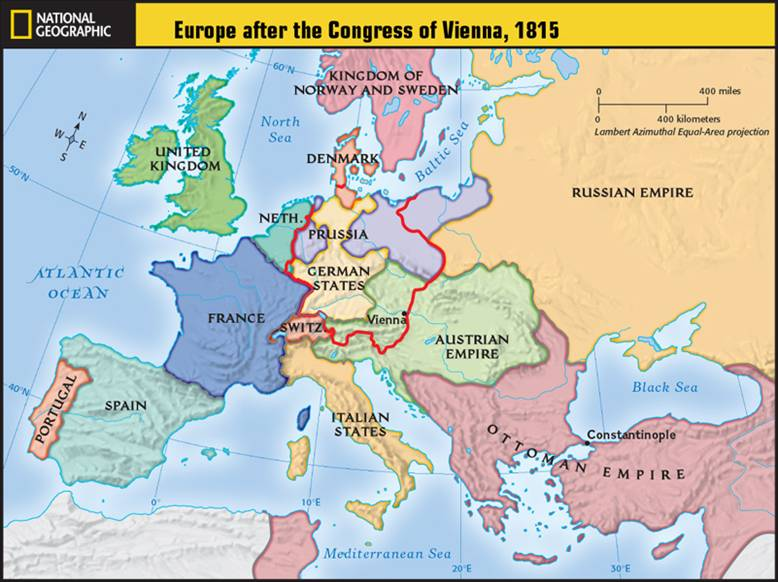 NATIONAL
GEOGRAPHIC
Europe after the Congress of Vienna, 1815
60°N
KINGDOM OF
NORWAY AND SWEDEN
0 400 miles
0 400 kilometers
Lambert Azimuthal Equal-Area projection
N
W E
S
North
Sea
Baltic Sea
UNITED
KINGDOM
DENMARK
50°N
RUSSIAN EMPIRE
NETH.
PRUSSIA
ATLANTIC
OCEAN
GERMAN
STATES
FRANCE
SWITZ.
Vienna
AUSTRIAN
EMPIRE
40°N
PORTUGAL
SPAIN
ITALIAN
STATES
Black Sea
Constantinople
OTTOMAN EMPIRE
0°
10°E
Mediterranean Sea
20°E
30°E